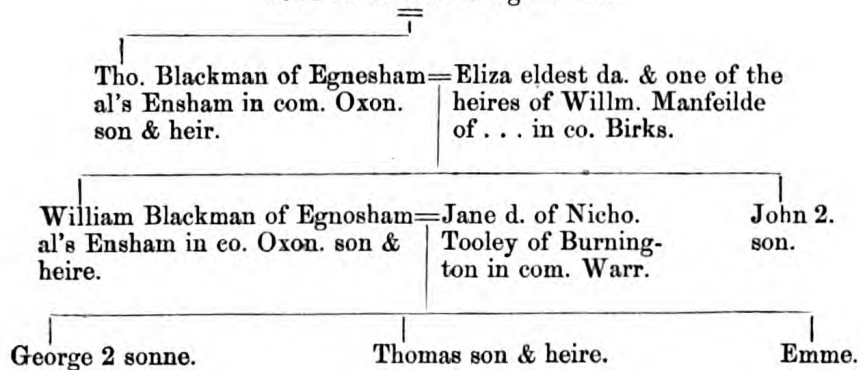 Tho. Blackman of Egnesham=Eliza eldest da. & one of the
al's Ensham in com. Oxon. heires of Willm. Manfeilde
son & heir. of . . . in co. Birks.
William Blackman of Egnosham=Jane d. of Nicho. John 2.
al's Ensham in co. Oxon. son & Tooley of Burning- son.
heire. ton in com. Warr.
George 2 sonne. Thomas son & heire. Emme.